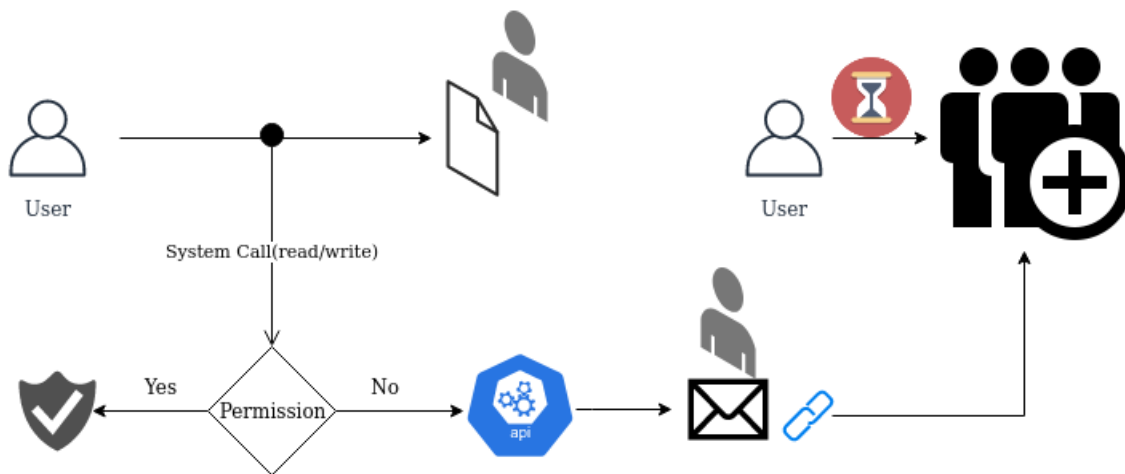 User
User
System Call(read/write)
Yes
No
Permission
api